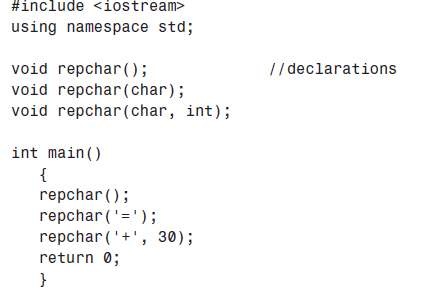 #include <iostream>
using namespace std;
void repchar();                //declarations
void repchar(char);
void repchar(char, int);
int main()
   {
   repchar();
   repchar('=');
   repchar('+', 30);
   return 0;
   }